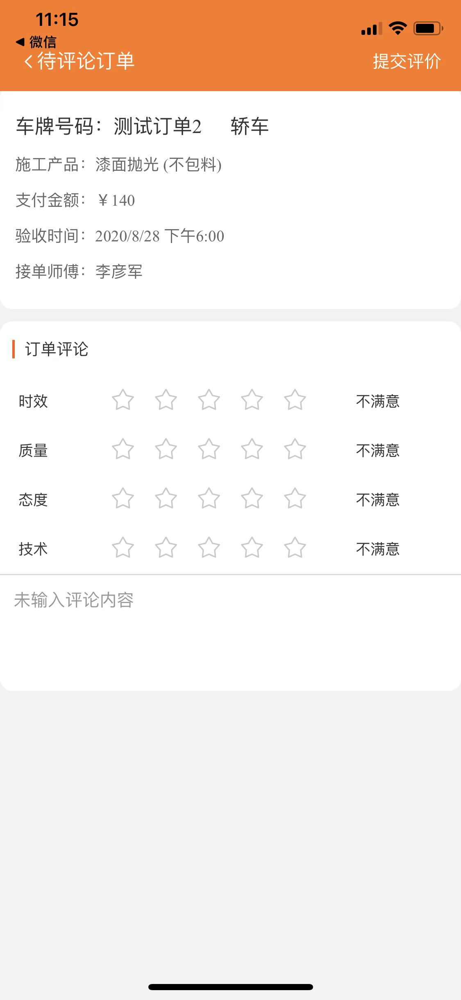 11:15
微信
待评论订单 提交评价
车牌号码：测试订单2 轿车
施工产品：漆面抛光 (不包料)
支付金额：￥140
验收时间：2020/8/28 下午6:00
接单师傅：李彦军
订单评论
时效 不满意
质量 不满意
态度 不满意
技术 不满意
未输入评论内容